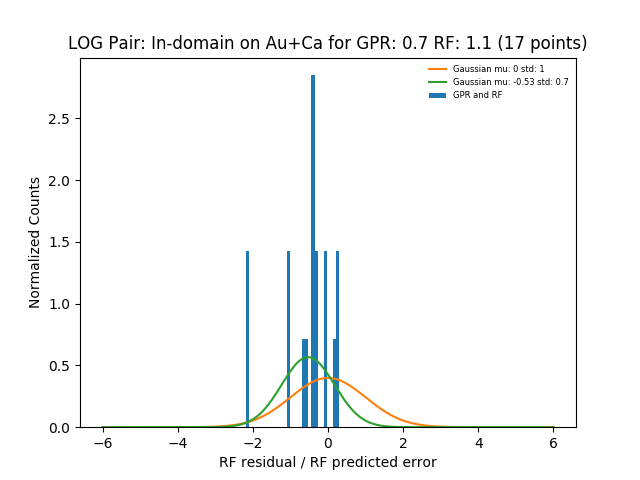 LOG Pair: In-domain on Au+Ca for GPR: 0.7 RF: 1.1 (17 points)
Gaussian mu: 0 std: 1
Gaussian mu: -0.53 std: 0.7
GPR and RF
Normalized Counts
2.5
2.0
1.5
1.0
0.5
0.0
−6 −4 −2 0 2 4 6
RF residual / RF predicted error